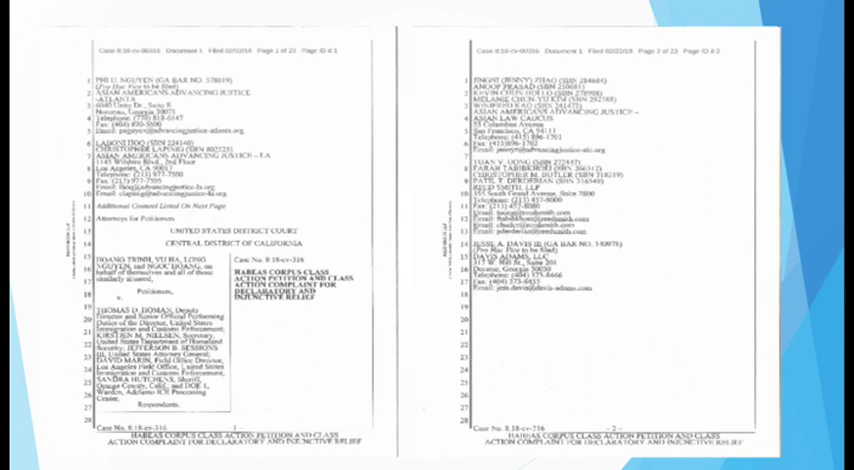 Case 8:18-cv-00316 Document 1 Filed 02/22/18 Page 1 of 23 Page ID #:1
1 PHI U. NGUYEN (GA BAR NO. 578019)
(Pro Hac Vice to be filed)
2 ASIAN AMERICANS ADVANCING JUSTICE
-ATLANTA
3 Suite B
Norcross, Georgia 30071
4 Telephone: (770) 818-6147
Fax: (404) 890-5690
5 Email:
6 LABONI HOQ (SBN 224140)
CHRISTOPHER LAPINIG (SBN 802525)
7 ASIAN AMERICANS ADVANCING JUSTICE - LA
1145 Wilshire Blvd., 2nd Floor
8 Los Angeles, CA 90017
Telephone: (213) 977-7500
9 Fax: (213) 977-7595
Email: lhoq@advancingjustice-la.org
10 Email: clapinig@advancingjustice-la.org
11 Additional Counsel Listed On Next Page
12 Attorneys for Petitioners
13 UNITED STATES DISTRICT COURT
14 CENTRAL DISTRICT OF CALIFORNIA
15 HOANG TRINH, VU HA, LONG
NGUYEN, and NGOC HOANG, on
16 behalf of themselves and all of those
similarly situated,
17 Petitioners,
18 v.
19 THOMAS D. HOMAN, Deputy
Director and Senior Official Performing
20 Duties of the Director, United States
Immigration and Customs Enforcement;
21 KIRSTJEN M. NIELSEN, Secretary,
United States Department of Homeland
22 Security; JEFFERSON B. SESSIONS
III, United States Attorney General;
23 DAVID MARIN, Field Office Director,
Los Angeles Field Office, United States
24 Immigration and Customs Enforcement;
SANDRA HUTCHENS, Sheriff,
25 Orange County, Calif.; and DOE 1,
Warden, Adelanto ICE Processing
26 Center,
27 Respondents.
28
Case No. 8:18-cv-316
HABEAS CORPUS CLASS
ACTION PETITION AND CLASS
ACTION COMPLAINT FOR
DECLARATORY AND
INJUNCTIVE RELIEF
Case No. 8:18-cv-316 - 1 -
HABEAS CORPUS CLASS ACTION PETITION AND CLASS
ACTION COMPLAINT FOR DECLARATORY AND INJUNCTIVE RELIEF
Case 8:18-cv-00316 Document 1 Filed 02/22/18 Page 2 of 23 Page ID #:2
1 JINGNI (JENNY) ZHAO (SBN 284684)
ANOOP PRASAD (SBN 250681)
2 KEVIN CHUN HOI LO (SBN 278908)
MELANIE CHUN-YU KIM (SBN 292588)
3 WINIFRED KAO (SBN 241473)
ASIAN AMERICANS ADVANCING JUSTICE -
4 ASIAN LAW CAUCUS
55 Columbus Avenue
5 San Francisco, CA 94111
Telephone: (415) 896-1701
6 Fax: (415) 896-1702
Email: jennyz@advancingjustice-alc.org
7 TUAN V. UONG (SBN 272447)
8 FARAH TABIBKHOEI (SBN 266312)
CHRISTOPHER M. BUTLER (SBN 318219)
9 PATIL T. DERDERIAN (SBN 316349)
REED SMITH, LLP
10 355 South Grand Avenue, Suite 2800
Telephone: (213) 457-8000
11 Fax: (213) 457-8080
Email: tuong@reedsmith.com
12 Email: ftabibkhoei@reedsmith.com
Email: cbutler@reedsmith.com
13 Email: pderderian@reedsmith.com
14 JESSE A. DAVIS III (GA BAR NO. 140978)
(Pro Hac Vice to be filed)
15 DAVIS ADAMS, LLC
317 W. Hill St., Suite 201
16 Decatur, Georgia 30030
Telephone: (404) 373-8466
17 Fax: (404) 373-8455
Email: jess.davis@davis-adams.com
18
19
20
21
22
23
24
25
26
27
28
Case No. 8:18-cv-316 - 2 -
HABEAS CORPUS CLASS ACTION PETITION AND CLASS
ACTION COMPLAINT FOR DECLARATORY AND INJUNCTIVE RELIEF